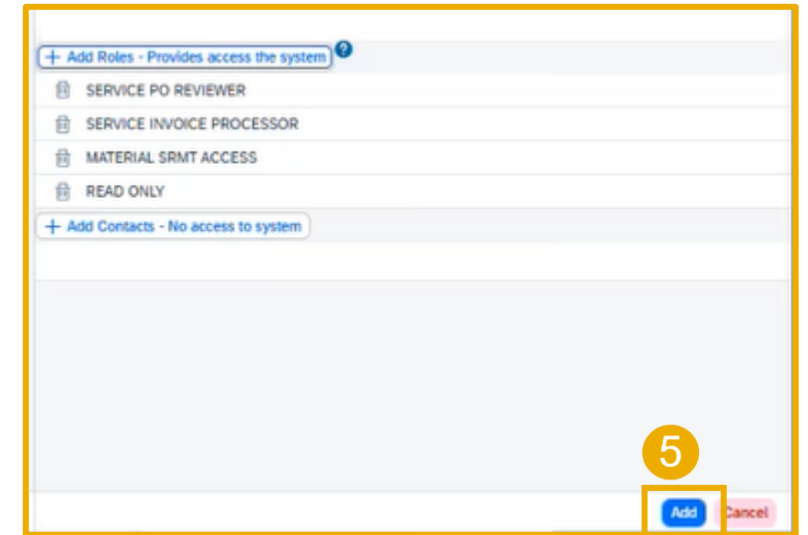 + Add Roles - Provides access the system ?
SERVICE PO REVIEWER
SERVICE INVOICE PROCESSOR
MATERIAL SRMT ACCESS
READ ONLY
+ Add Contacts - No access to system
5
Add Cancel